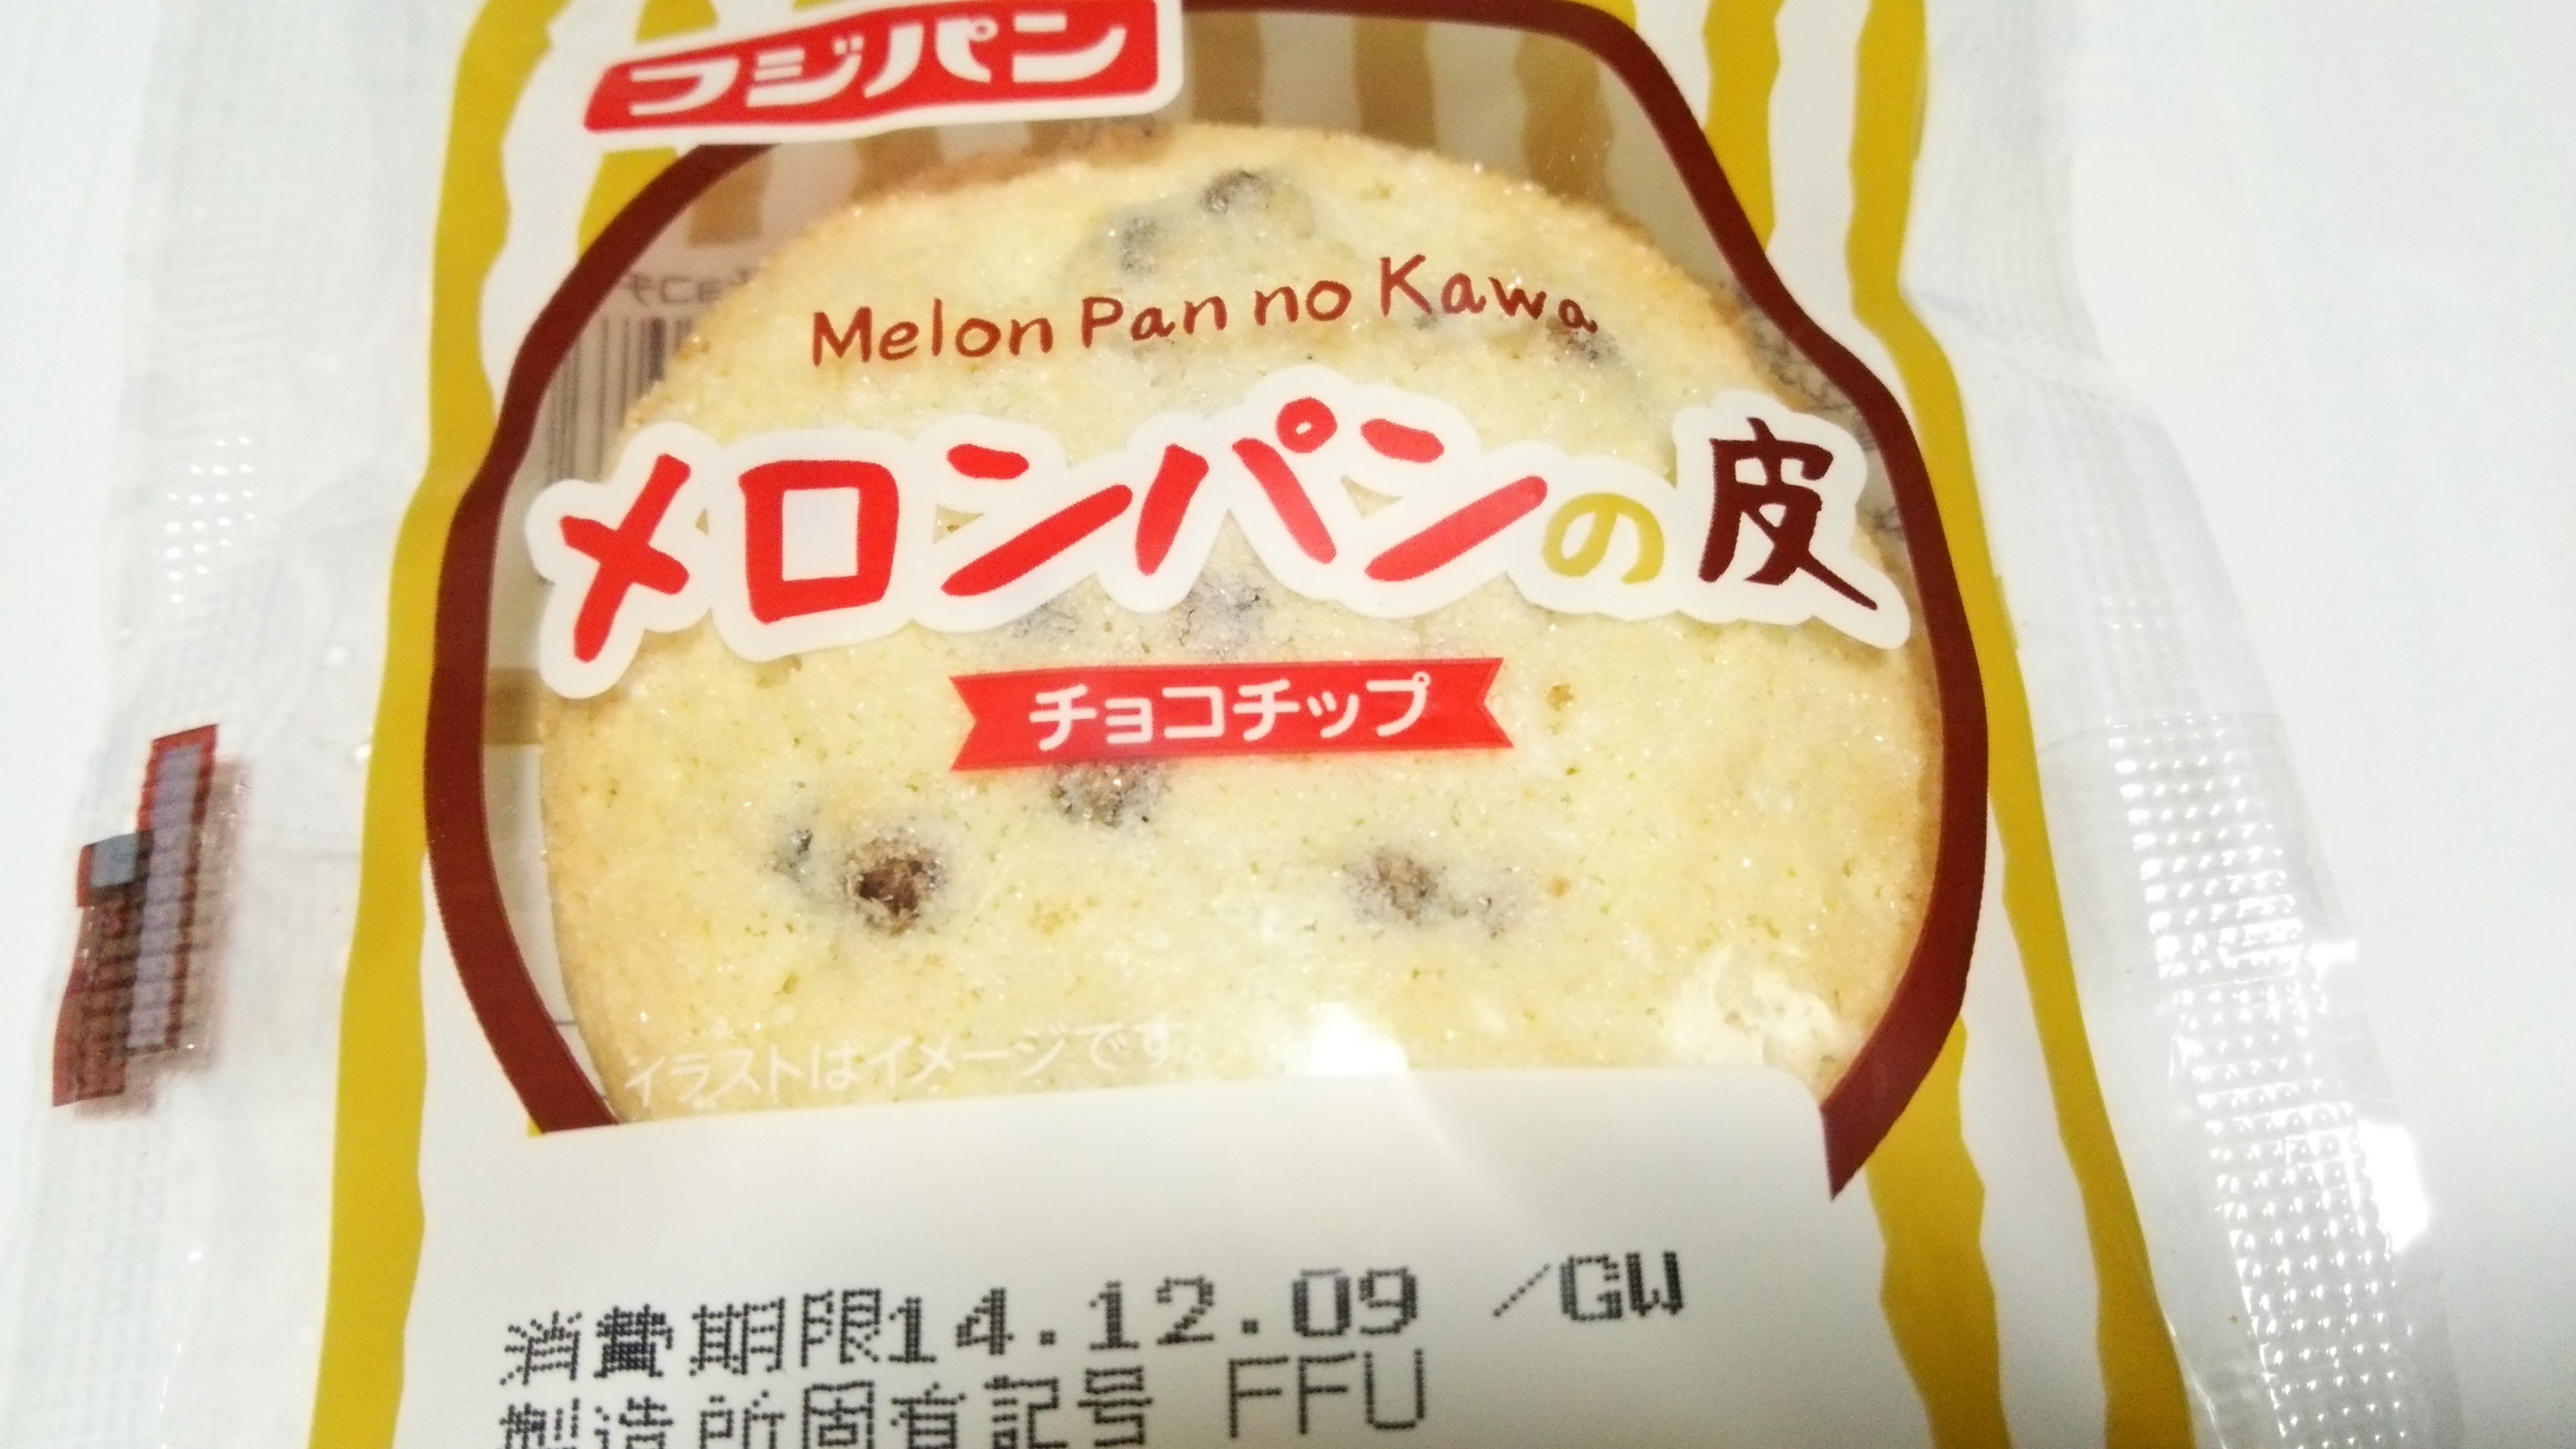 フジパン
Melon Pan no Kawa
メロンパンの皮
チョコチップ
イラストはイメージです。
消費期限14.12.09 /GW
製造所固有記号 FFU